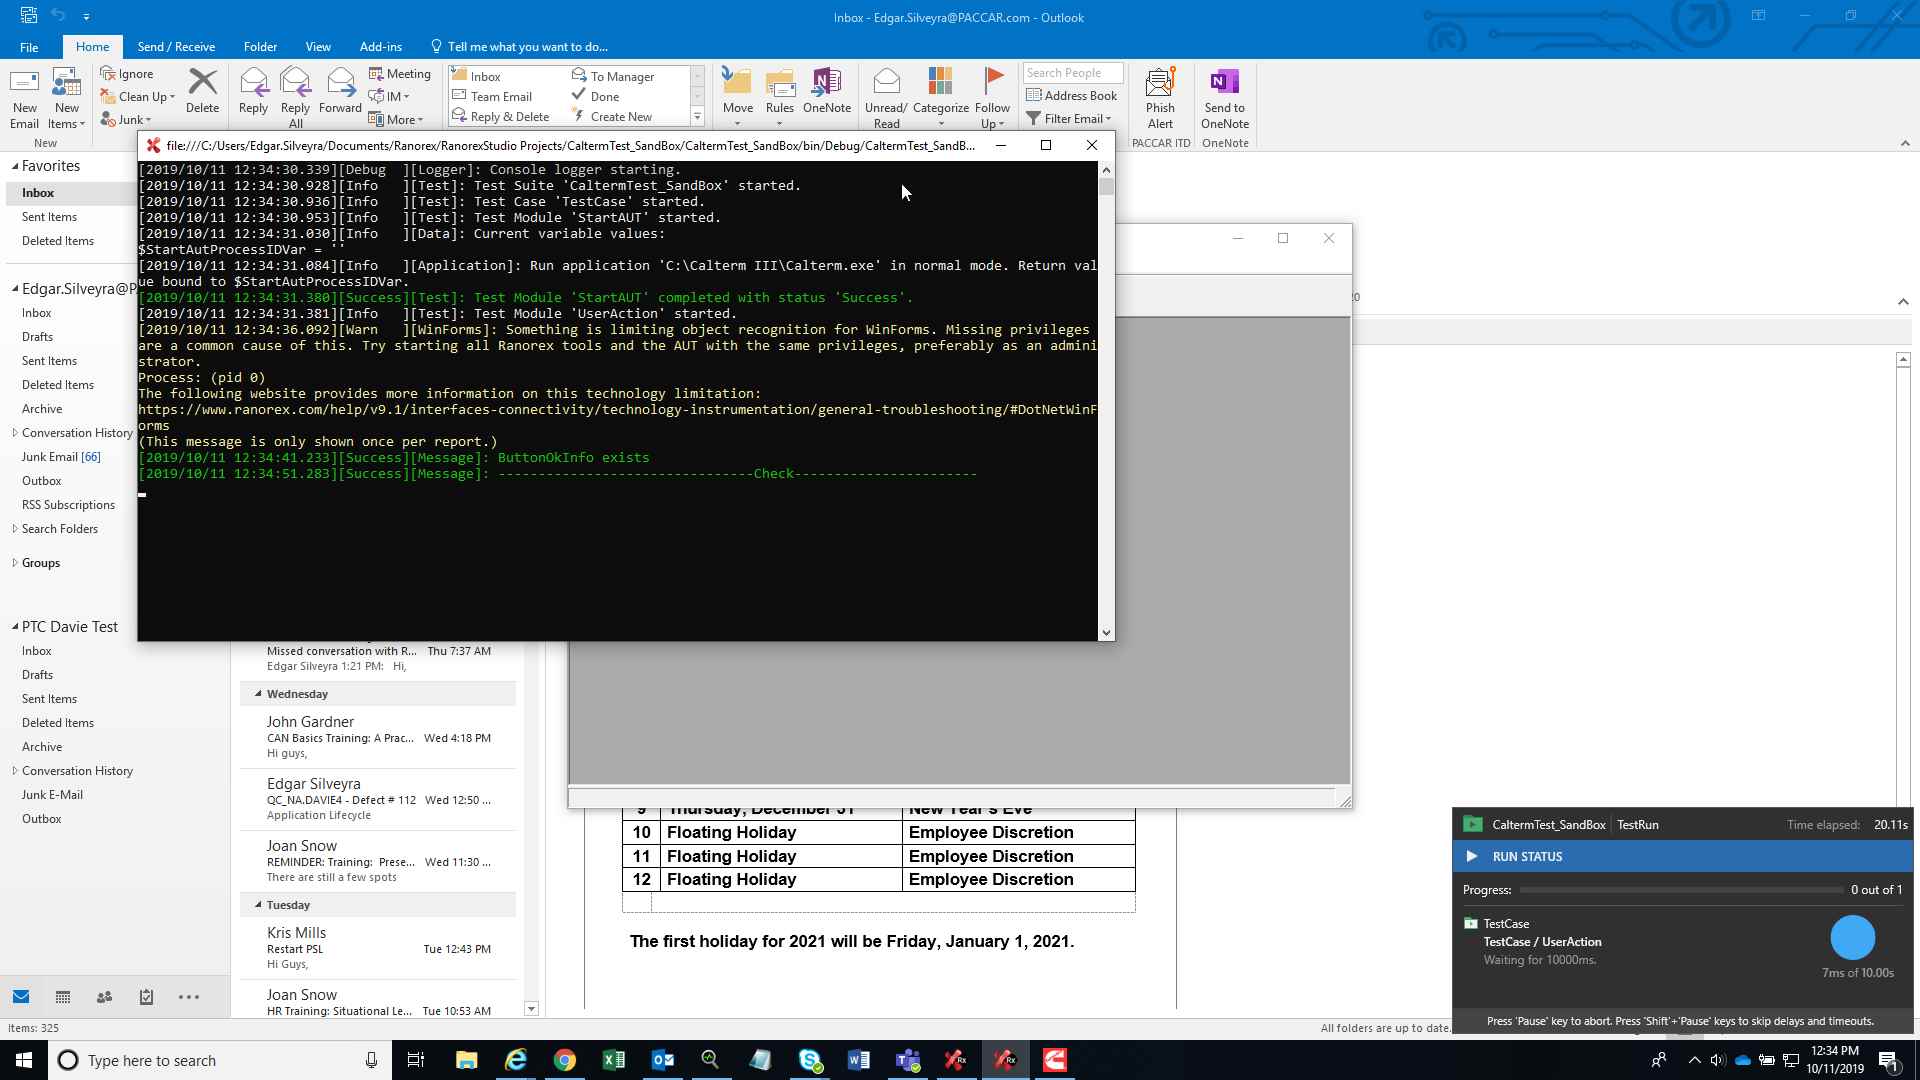 Inbox - Edgar.Silveyra@PACCAR.com - Outlook
File
Home
Send / Receive
Folder
View
Add-ins
Tell me what you want to do...
New Email
New Items
Ignore
Clean Up
Junk
Delete
Reply
Reply All
Forward
Meeting
IM
More
Inbox
Team Email
Reply & Delete
To Manager
Done
Create New
Move
Rules
OneNote
Unread/ Read
Categorize
Follow Up
Search People
Address Book
Filter Email
Phish Alert
Send to OneNote
New
PACCAR ITD
OneNote
Favorites
Inbox
Sent Items
Deleted Items
Edgar.Silveyra@P
Inbox
Drafts
Sent Items
Deleted Items
Archive
Conversation History
Junk Email [66]
Outbox
RSS Subscriptions
Search Folders
Groups
PTC Davie Test
Inbox
Drafts
Sent Items
Deleted Items
Archive
Conversation History
Junk E-Mail
Outbox
file:///C:/Users/Edgar.Silveyra/Documents/Ranorex/RanorexStudio Projects/CaltermTest_SandBox/CaltermTest_SandBox/bin/Debug/CaltermTest_SandB...
[2019/10/11 12:34:30.339][Debug  ][Logger]: Console logger starting.
[2019/10/11 12:34:30.928][Info   ][Test]: Test Suite 'CaltermTest_SandBox' started.
[2019/10/11 12:34:30.936][Info   ][Test]: Test Case 'TestCase' started.
[2019/10/11 12:34:30.953][Info   ][Test]: Test Module 'StartAUT' started.
[2019/10/11 12:34:31.030][Info   ][Data]: Current variable values:
$StartAutProcessIDVar = ''
[2019/10/11 12:34:31.084][Info   ][Application]: Run application 'C:\Calterm III\Calterm.exe' in normal mode. Return val
ue bound to $StartAutProcessIDVar.
[2019/10/11 12:34:31.380][Success][Test]: Test Module 'StartAUT' completed with status 'Success'.
[2019/10/11 12:34:31.381][Info   ][Test]: Test Module 'UserAction' started.
[2019/10/11 12:34:36.092][Warn   ][WinForms]: Something is limiting object recognition for WinForms. Missing privileges
are a common cause of this. Try starting all Ranorex tools and the AUT with the same privileges, preferably as an admini
strator.
Process: (pid 0)
The following website provides more information on this technology limitation:
https://www.ranorex.com/help/v9.1/interfaces-connectivity/technology-instrumentation/general-troubleshooting/#DotNetWinF
orms
(This message is only shown once per report.)
[2019/10/11 12:34:41.233][Success][Message]: ButtonOkInfo exists
[2019/10/11 12:34:51.283][Success][Message]: --------------------------------Check-----------------------
20
Missed conversation with R... Thu 7:37 AM
Edgar Silveyra 1:21 PM: Hi,
Wednesday
John Gardner
CAN Basics Training: A Prac... Wed 4:18 PM
Hi guys,
Edgar Silveyra
QC_NA.DAVIE4 - Defect # 112 Wed 12:50 ...
Application Lifecycle
Joan Snow
REMINDER: Training: Prese... Wed 11:30 ...
There are still a few spots
Tuesday
Kris Mills
Restart PSL Tue 12:43 PM
Hi Guys,
Joan Snow
HR Training: Situational Le... Tue 10:53 AM
9 Thursday, December 31 New Year's Eve
10 Floating Holiday Employee Discretion
11 Floating Holiday Employee Discretion
12 Floating Holiday Employee Discretion
The first holiday for 2021 will be Friday, January 1, 2021.
CaltermTest_SandBox TestRun Time elapsed: 20.11s
RUN STATUS
Progress: 0 out of 1
TestCase
TestCase / UserAction
Waiting for 10000ms.
7ms of 10.00s
Press 'Pause' key to abort. Press 'Shift'+'Pause' keys to skip delays and timeouts.
Items: 325
All folders are up to date.
Type here to search
12:34 PM
10/11/2019
1